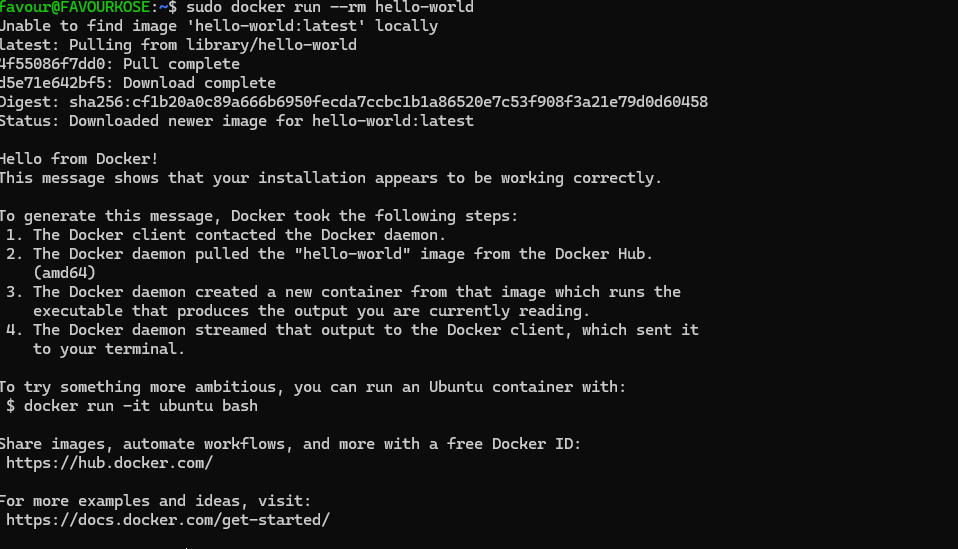 favour@FAVOURKOSE:~$ sudo docker run --rm hello-world
Unable to find image 'hello-world:latest' locally
latest: Pulling from library/hello-world
4f55086f7dd0: Pull complete
d5e71e642bf5: Download complete
Digest: sha256:cf1b20a0c89a666b6950fecda7ccbc1b1a86520e7c53f908f3a21e79d0d60458
Status: Downloaded newer image for hello-world:latest
Hello from Docker!
This message shows that your installation appears to be working correctly.
To generate this message, Docker took the following steps:
1. The Docker client contacted the Docker daemon.
2. The Docker daemon pulled the "hello-world" image from the Docker Hub.
(amd64)
3. The Docker daemon created a new container from that image which runs the
executable that produces the output you are currently reading.
4. The Docker daemon streamed that output to the Docker client, which sent it
to your terminal.
To try something more ambitious, you can run an Ubuntu container with:
$ docker run -it ubuntu bash
Share images, automate workflows, and more with a free Docker ID:
https://hub.docker.com/
For more examples and ideas, visit:
https://docs.docker.com/get-started/